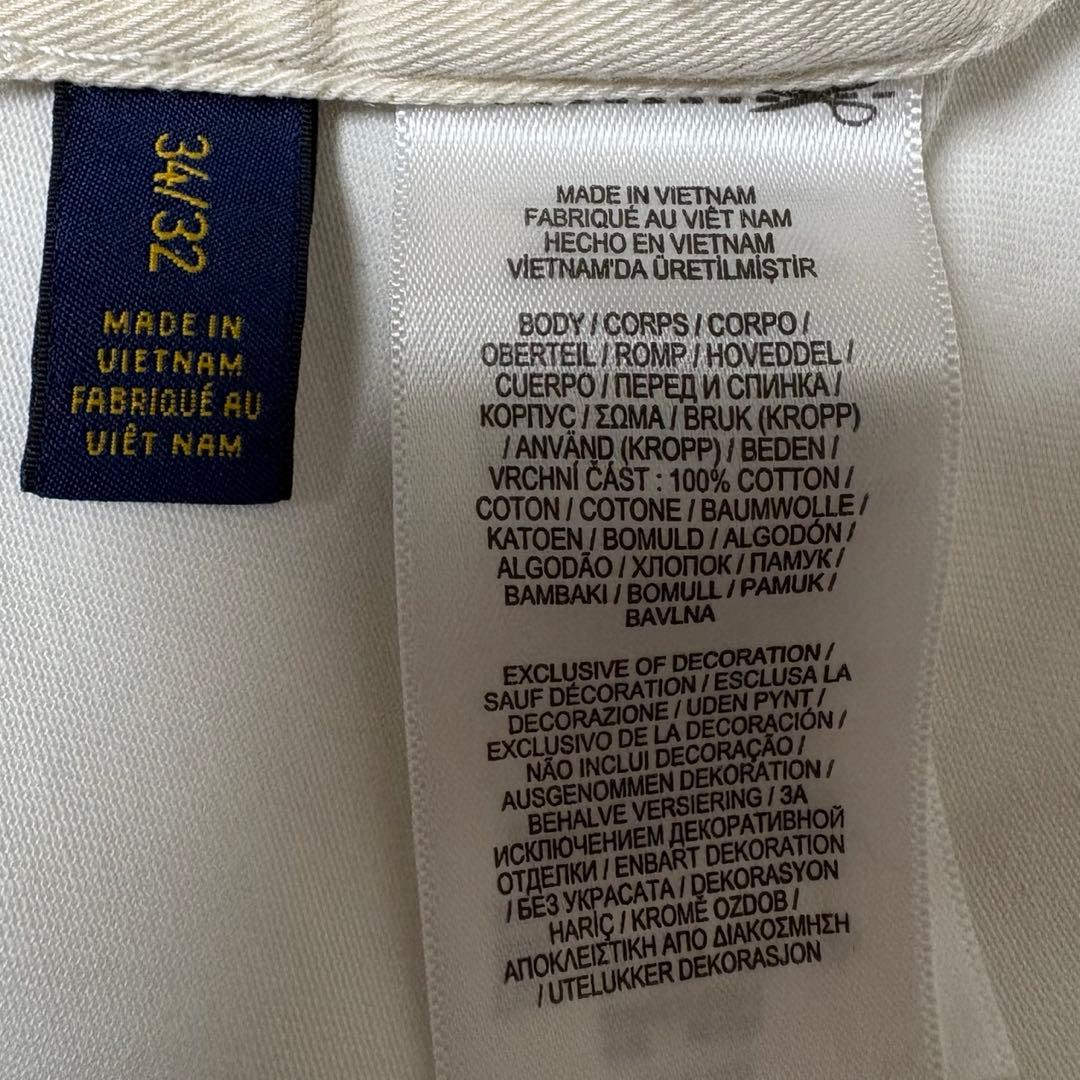 34/32
MADE IN
VIETNAM
FABRIQUÉ AU
VIÊT NAM
MADE IN VIETNAM
FABRIQUÉ AU VIÊT NAM
HECHO EN VIETNAM
VİETNAM'DA ÜRETİLMİŞTİR
BODY / CORPS / CORPO /
OBERTEIL / ROMP / HOVEDDEL /
CUERPO / ПЕРЕД И СПИНКА /
КОРПУС / ΣΩΜΑ / BRUK (KROPP)
/ ANVÄND (KROPP) / BEDEN /
VRCHNÍ ČÁST : 100% COTTON /
COTON / COTONE / BAUMWOLLE /
KATOEN / BOMULD / ALGODÓN /
ALGODÃO / ХЛОПОК / ПАМУК /
ΒΑΜΒΑΚΙ / BOMULL / PAMUK /
BAVLNA
EXCLUSIVE OF DECORATION /
SAUF DÉCORATION / ESCLUSA LA
DECORAZIONE / UDEN PYNT /
EXCLUSIVO DE LA DECORACIÓN /
NÃO INCLUI DECORAÇÃO /
AUSGENOMMEN DEKORATION /
BEHALVE VERSIERING / ЗА
ИСКЛЮЧЕНИЕМ ДЕКОРАТИВНОЙ
ОТДЕЛКИ / ENBART DEKORATION
/ БЕЗ УКРАСАТА / DEKORASYON
HARİÇ / KROMĚ OZDOB /
ΑΠΟΚΛΕΙΣΤΙΚΗ ΑΠΟ ΔΙΑΚΟΣΜΗΣΗ
/ UTELUKKER DEKORASJON